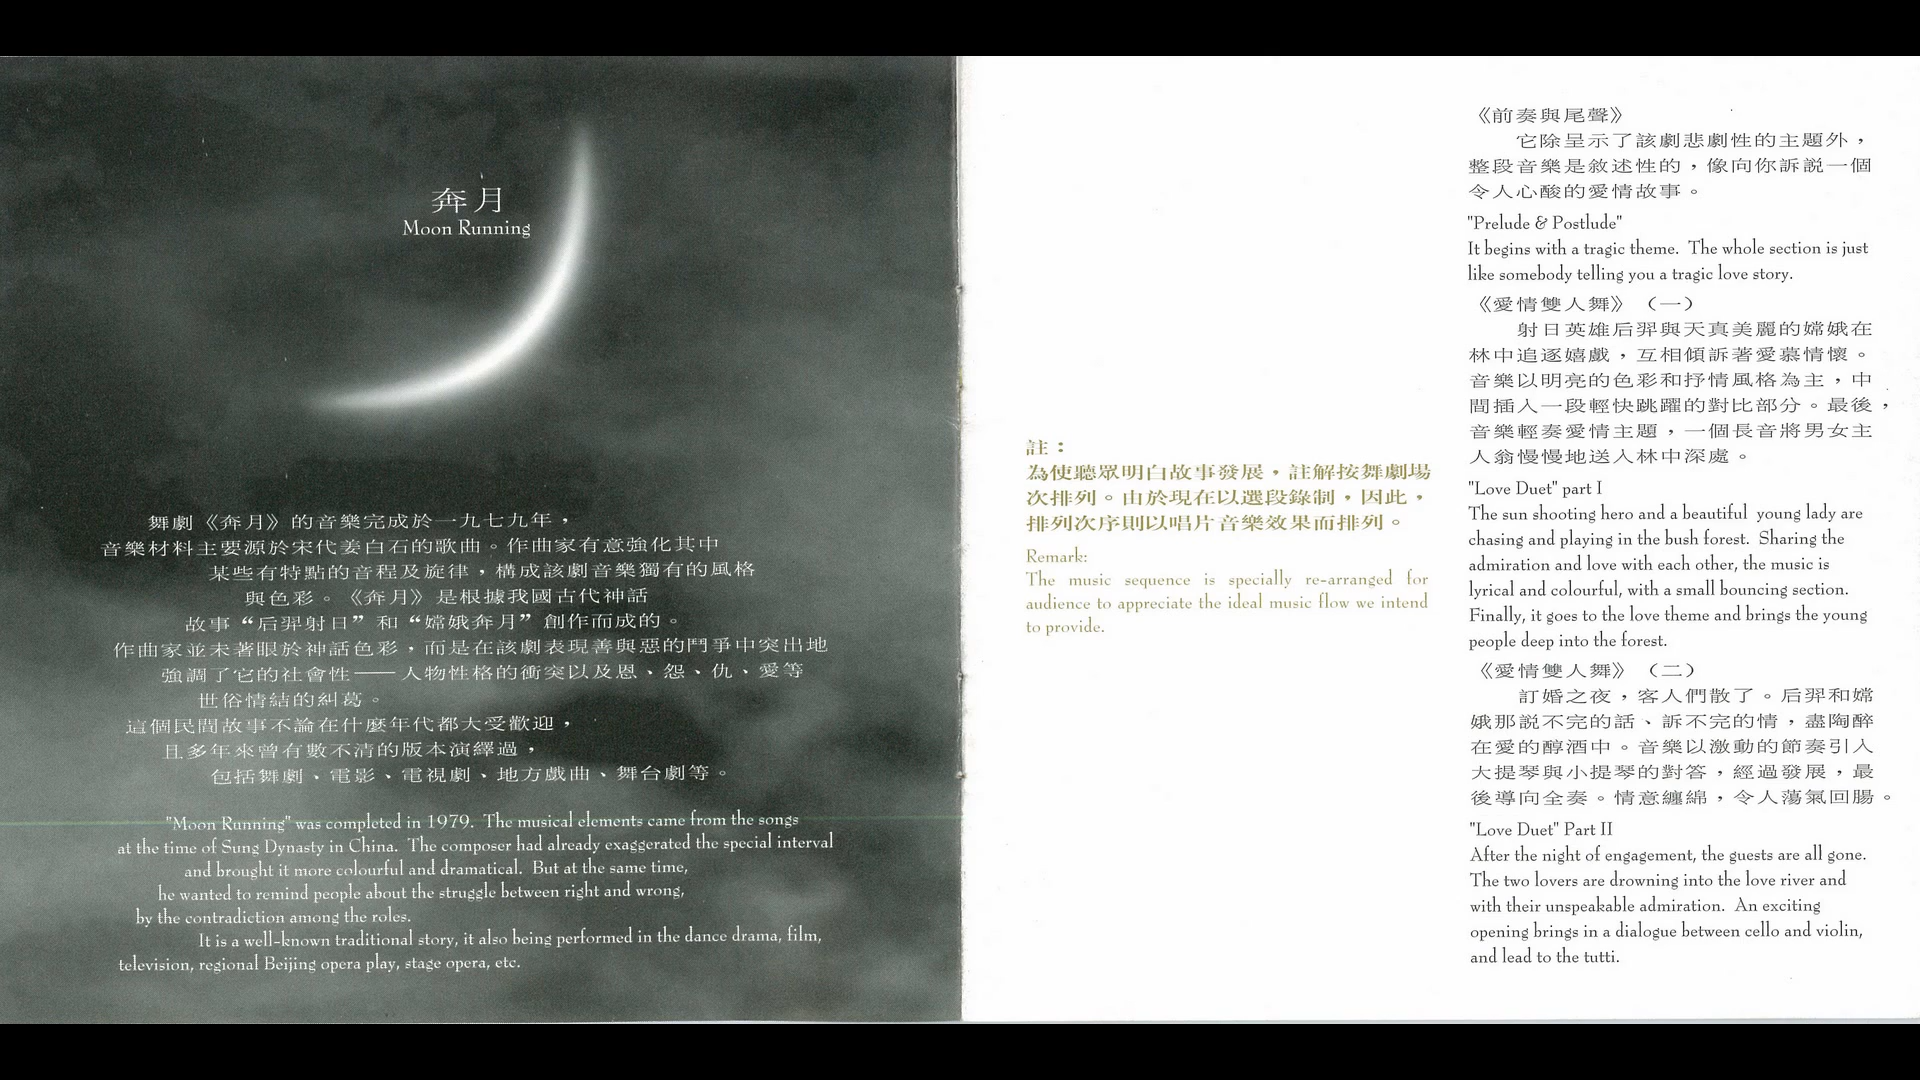 奔月
Moon Running
舞劇《奔月》的音樂完成於一九七九年，
音樂材料主要源於宋代姜白石的歌曲。作曲家有意強化其中
某些有特點的音程及旋律，構成該劇音樂獨有的風格
與色彩。《奔月》是根據我國古代神話
故事“后羿射日”和“嫦娥奔月”創作而成的。
作曲家並未著眼於神話色彩，而是在該劇表現善與惡的鬥爭中突出地
強調了它的社會性——人物性格的衝突以及恩、怨、仇、愛等
世俗情結的糾葛。
這個民間故事不論在什麼年代都大受歡迎，
且多年來曾有數不清的版本演繹過，
包括舞劇、電影、電視劇、地方戲曲、舞台劇等。
"Moon Running" was completed in 1979. The musical elements came from the songs
at the time of Sung Dynasty in China. The composer had already exaggerated the special interval
and brought it more colourful and dramatical. But at the same time,
he wanted to remind people about the struggle between right and wrong,
by the contradiction among the roles.
It is a well-known traditional story, it also being performed in the dance drama, film,
television, regional Beijing opera play, stage opera, etc.
註：
為使聽眾明白故事發展，註解按舞劇場
次排列。由於現在以選段錄制，因此，
排列次序則以唱片音樂效果而排列。
Remark:
The music sequence is specially re-arranged for
audience to appreciate the ideal music flow we intend
to provide.
《前奏與尾聲》
它除呈示了該劇悲劇性的主題外，
整段音樂是敘述性的，像向你訴説一個
令人心酸的愛情故事。
"Prelude & Postlude"
It begins with a tragic theme. The whole section is just
like somebody telling you a tragic love story.
《愛情雙人舞》（一）
射日英雄后羿與天真美麗的嫦娥在
林中追逐嬉戲，互相傾訴著愛慕情懷。
音樂以明亮的色彩和抒情風格為主，中
間插入一段輕快跳躍的對比部分。最後，
音樂輕奏愛情主題，一個長音將男女主
人翁慢慢地送入林中深處。
"Love Duet" part I
The sun shooting hero and a beautiful young lady are
chasing and playing in the bush forest. Sharing the
admiration and love with each other, the music is
lyrical and colourful, with a small bouncing section.
Finally, it goes to the love theme and brings the young
people deep into the forest.
《愛情雙人舞》（二）
訂婚之夜，客人們散了。后羿和嫦
娥那説不完的話、訴不完的情，盡陶醉
在愛的醇酒中。音樂以激動的節奏引入
大提琴與小提琴的對答，經過發展，最
後導向全奏。情意纏綿，令人蕩氣回腸。
"Love Duet" Part II
After the night of engagement, the guests are all gone.
The two lovers are drowning into the love river and
with their unspeakable admiration. An exciting
opening brings in a dialogue between cello and violin,
and lead to the tutti.